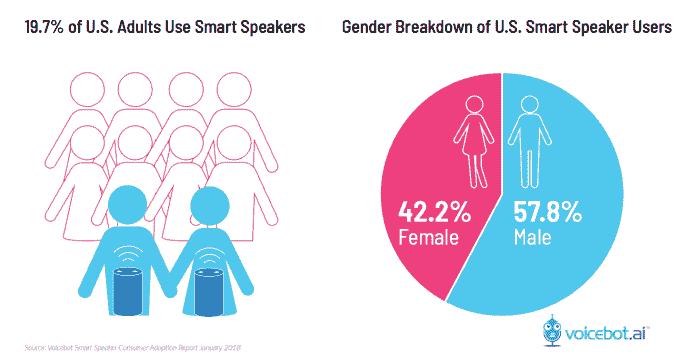 19.7% of U.S. Adults Use Smart Speakers
Gender Breakdown of U.S. Smart Speaker Users
42.2%
Female
57.8%
Male
Source: Voicebot Smart Speaker Consumer Adoption Report January 2018
voicebot.ai